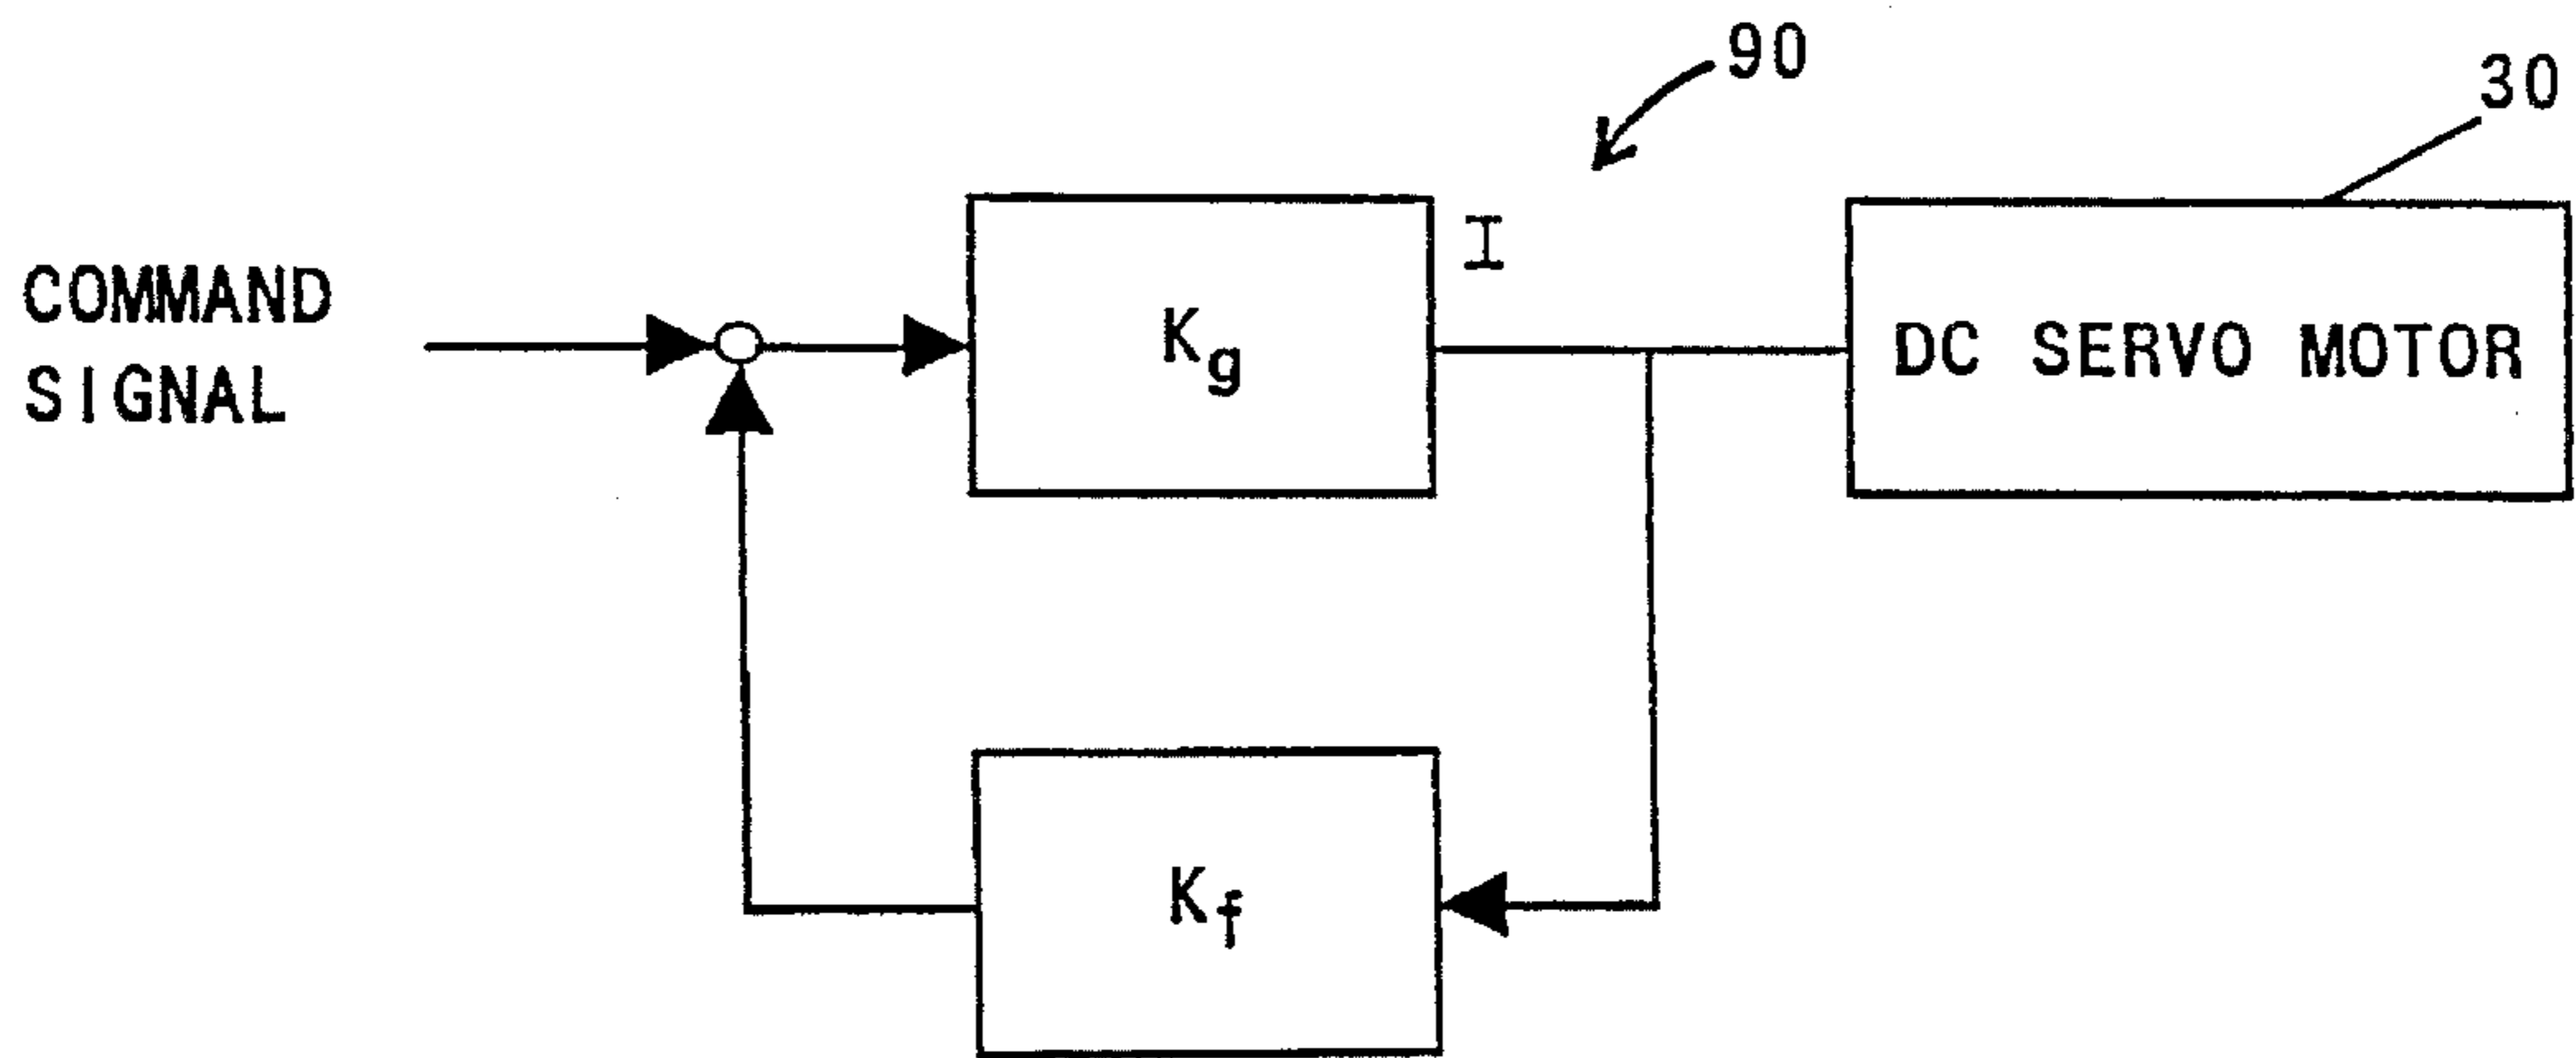 90
30
COMMAND
SIGNAL
Kg
I
DC SERVO MOTOR
Kf